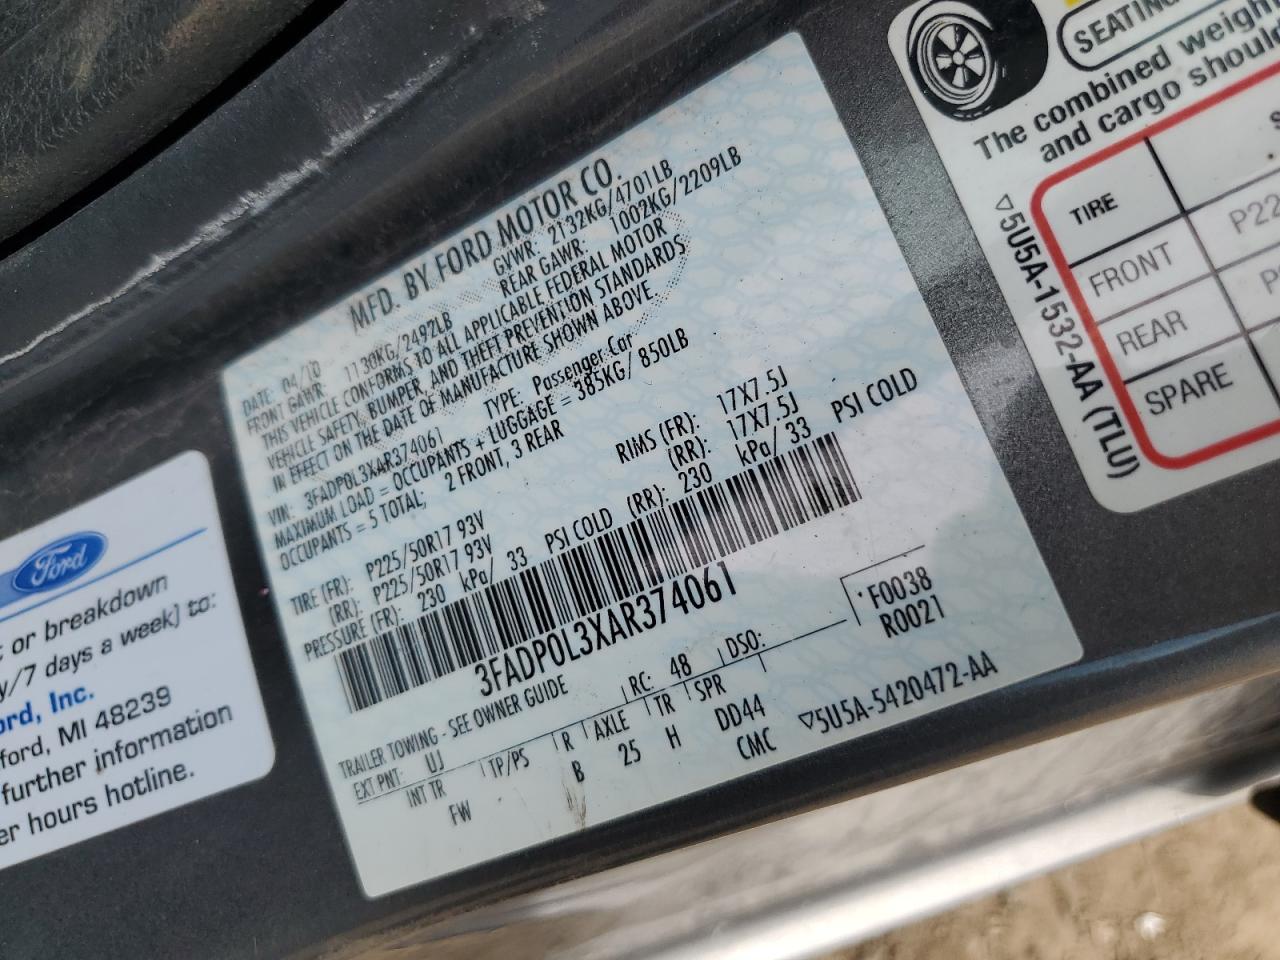 MFD. BY FORD MOTOR CO.
DATE: 04/10 GVWR: 2132KG/4701LB
FRONT GAWR: 1130KG/2492LB REAR GAWR: 1002KG/2209LB
THIS VEHICLE CONFORMS TO ALL APPLICABLE FEDERAL MOTOR
VEHICLE SAFETY, BUMPER, AND THEFT PREVENTION STANDARDS
IN EFFECT ON THE DATE OF MANUFACTURE SHOWN ABOVE.
VIN: 3FADP0L3XAR374061 TYPE: Passenger Car
MAXIMUM LOAD = OCCUPANTS + LUGGAGE = 385KG/ 850LB
OCCUPANTS = 5 TOTAL; 2 FRONT, 3 REAR
TIRE (FR): P225/50R17 93V RIMS (FR): 17X7.5J
(RR): P225/50R17 93V (RR): 17X7.5J
PRESSURE (FR): 230 kPa/ 33 PSI COLD (RR): 230 kPa/ 33 PSI COLD
3FADP0L3XAR374061
TRAILER TOWING - SEE OWNER GUIDE
EXT PNT: UJ RC: 48 DSO:
INT TR TP/PS R AXLE TR SPR
FW B 25 H DD44
CMC
F0038
R0021
▽5U5A-5420472-AA
Ford
or breakdown
/7 days a week) to:
ord, Inc.
ford, MI 48239
further information
er hours hotline.
SEATING
The combined weight
and cargo should
TIRE
FRONT P22
REAR
SPARE
▽5U5A-1532-AA (TLU)